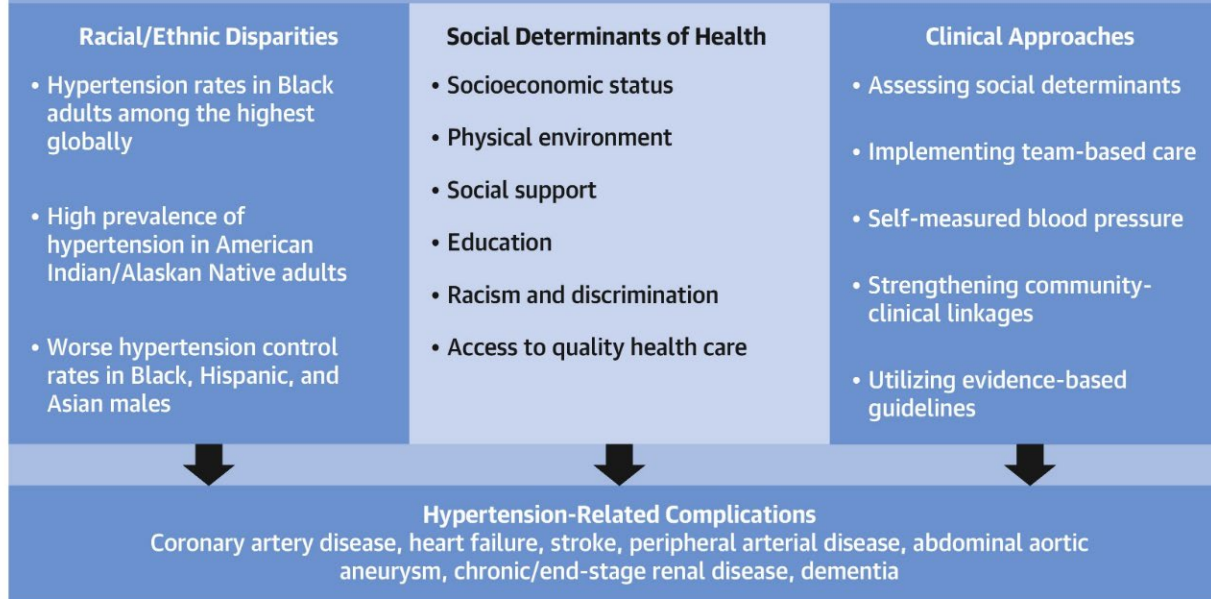 Racial/Ethnic Disparities
• Hypertension rates in Black
adults among the highest
globally
• High prevalence of
hypertension in American
Indian/Alaskan Native adults
• Worse hypertension control
rates in Black, Hispanic, and
Asian males
Social Determinants of Health
• Socioeconomic status
• Physical environment
• Social support
• Education
• Racism and discrimination
• Access to quality health care
Clinical Approaches
• Assessing social determinants
• Implementing team-based care
• Self-measured blood pressure
• Strengthening community-
clinical linkages
• Utilizing evidence-based
guidelines
Hypertension-Related Complications
Coronary artery disease, heart failure, stroke, peripheral arterial disease, abdominal aortic
aneurysm, chronic/end-stage renal disease, dementia